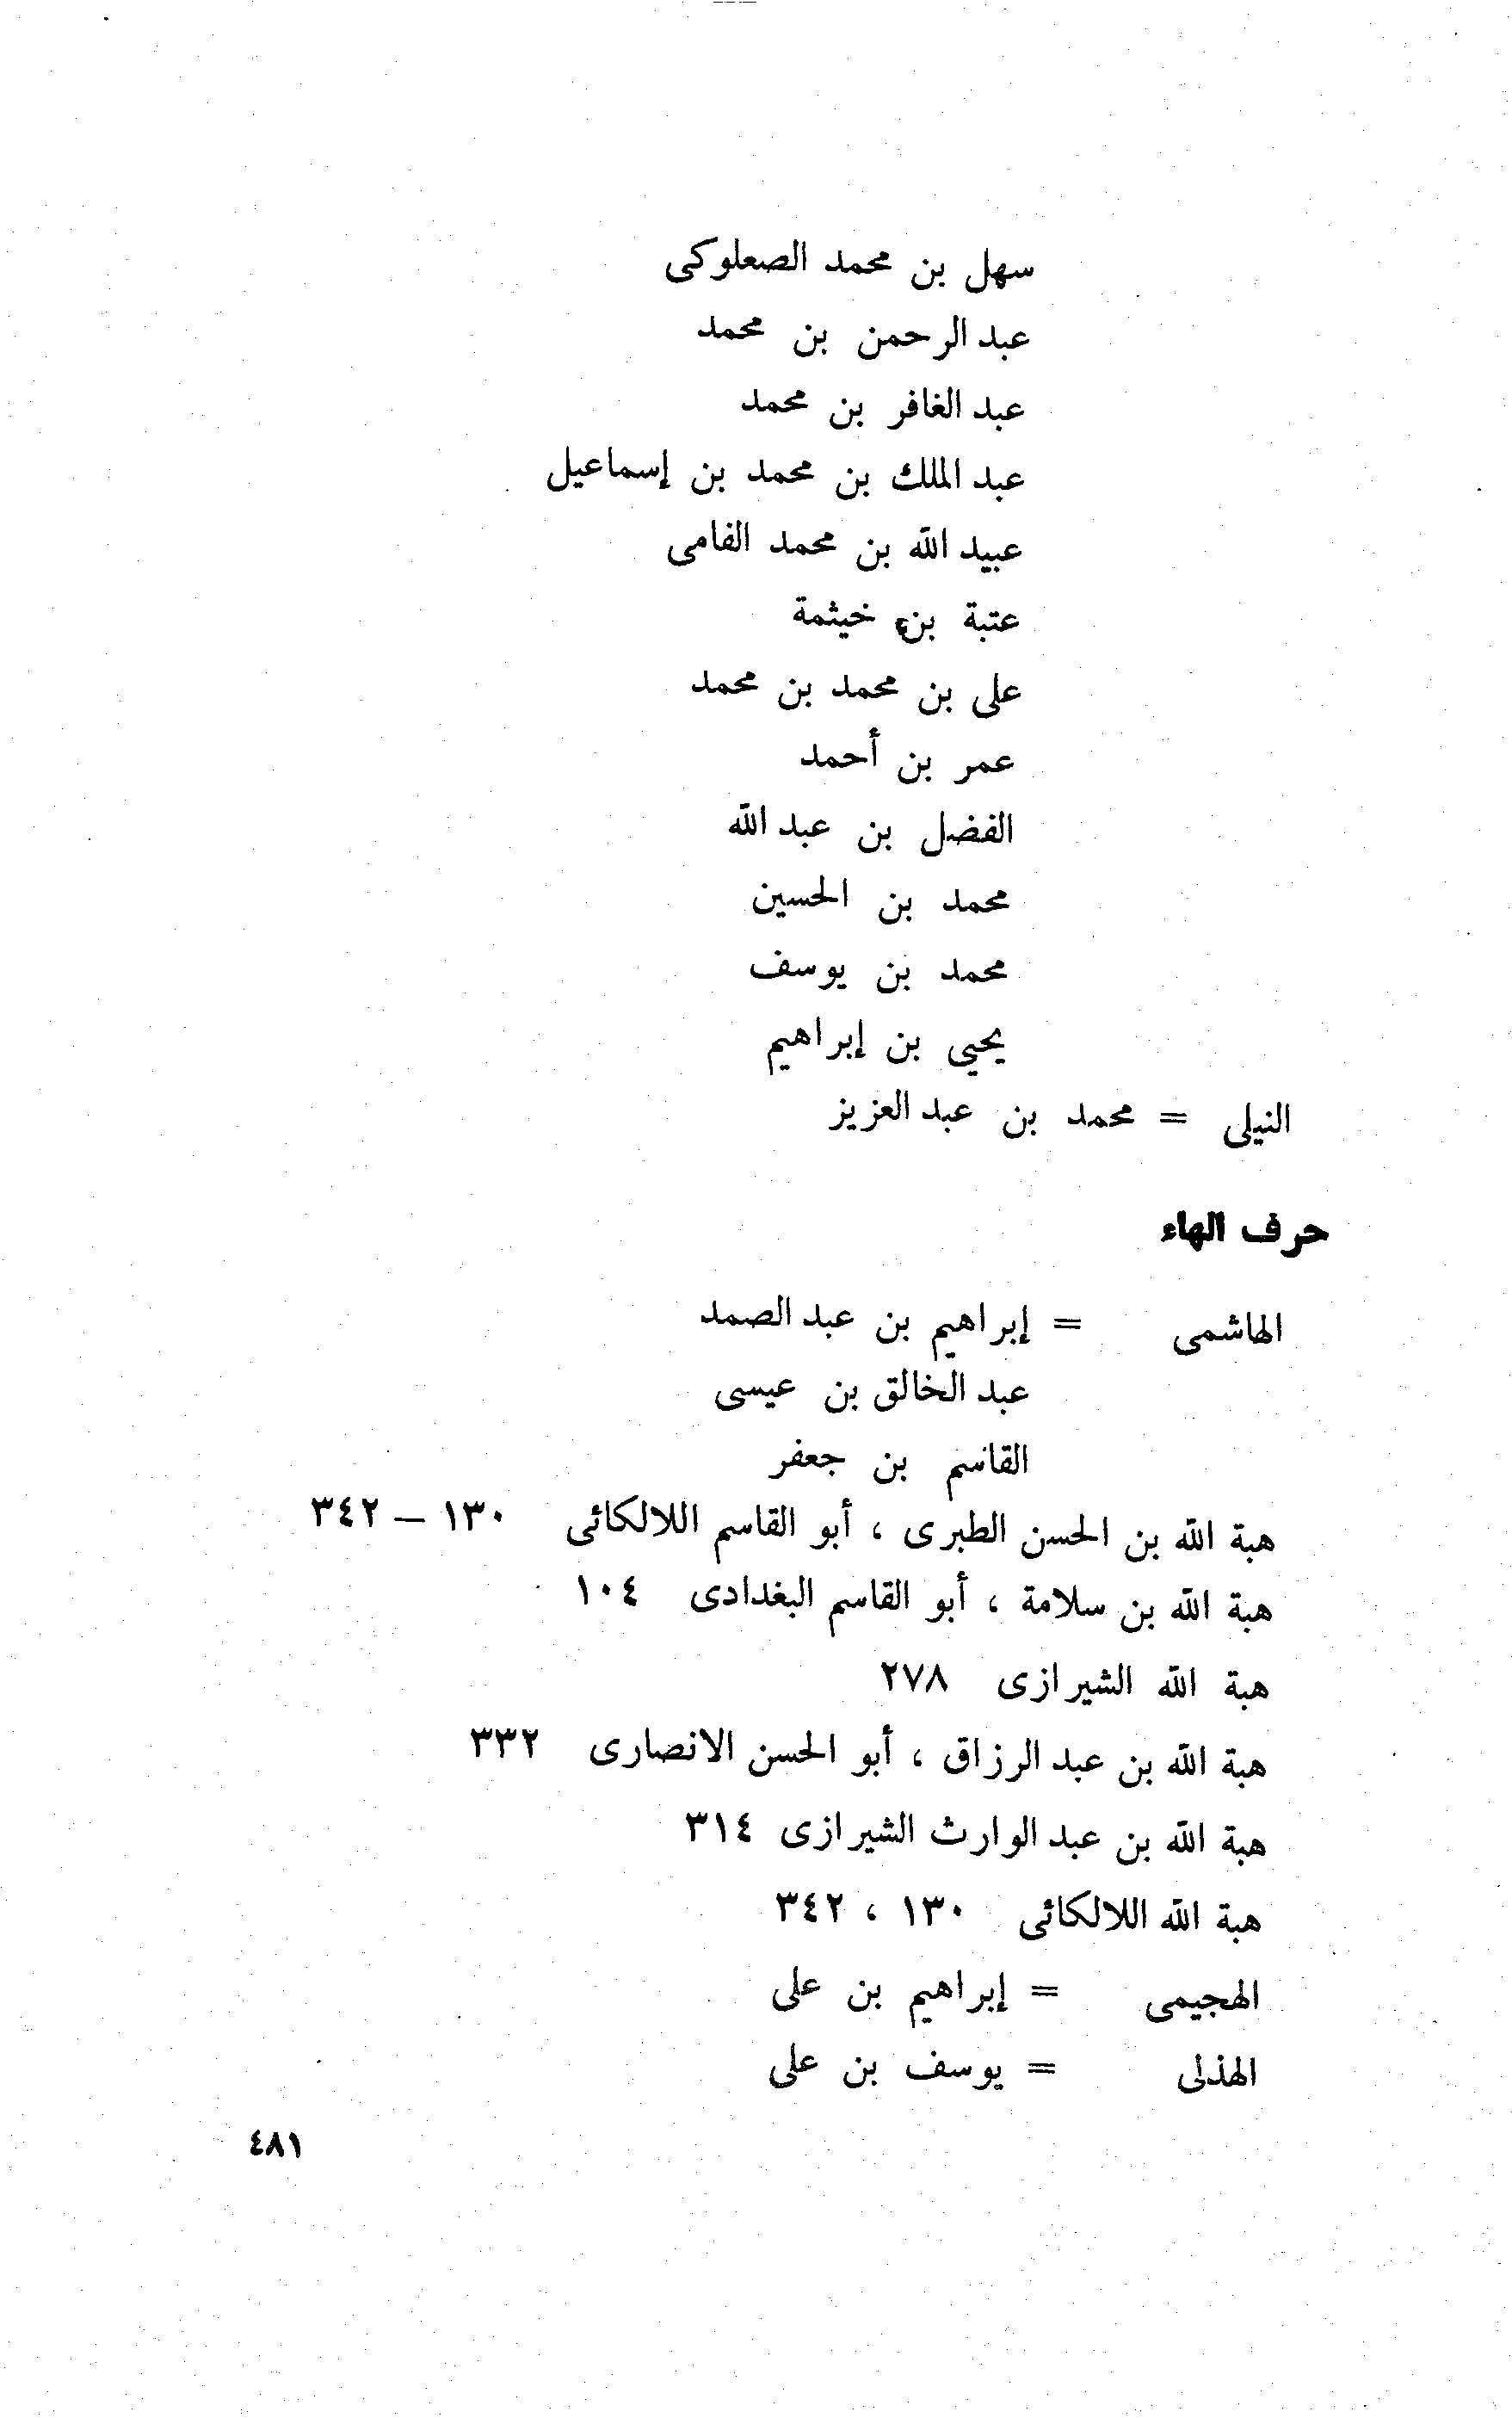 سهل بن محمد الصعلوكى
عبد الرحمن بن محمد
عبد الغافر بن محمد
عبد الملك بن محمد بن إسماعيل
عبيد الله بن محمد الفامى
عتبة بن خيثمة
على بن محمد بن محمد
عمر بن أحمد
الفضل بن عبد الله
محمد بن الحسين
محمد بن يوسف
يحيى بن إبراهيم
النيلى = محمد بن عبد العزيز
حرف الهاء
الهاشمى = إبراهيم بن عبد الصمد
عبد الخالق بن عيسى
القاسم بن جعفر
هبة الله بن الحسن الطبرى ، أبو القاسم اللالكائى ١٣٠ – ٣٤٢
هبة الله بن سلامة ، أبو القاسم البغدادى ١٠٤
هبة الله الشيرازى ٢٧٨
هبة الله بن عبد الرزاق ، أبو الحسن الانصارى ٣٣٢
هبة الله بن عبد الوارث الشيرازى ٣١٤
هبة الله اللالكائى ١٣٠ ، ٣٤٢
الهجيمى = إبراهيم بن على
الهذلى = يوسف بن على
٤٨١